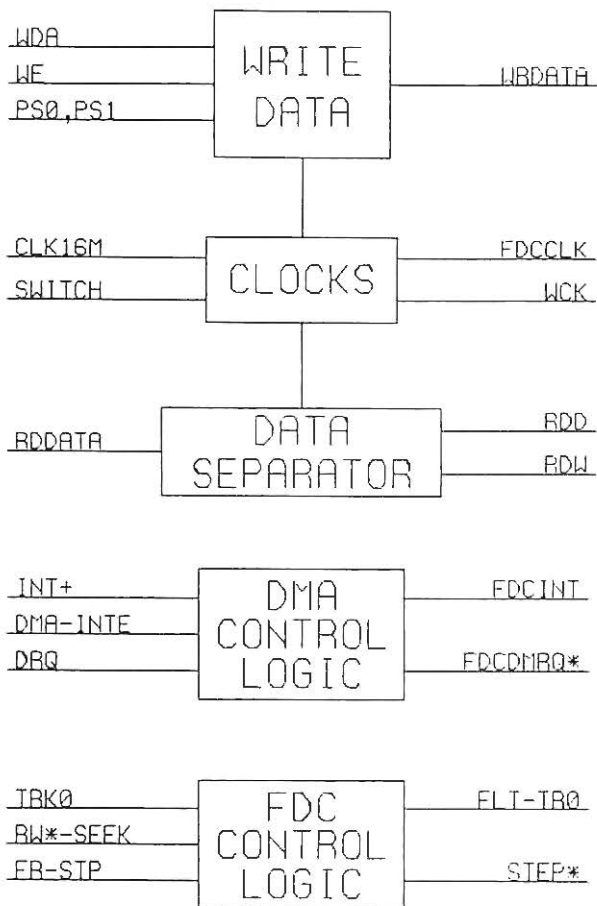 WDA
WE
PS0,PS1
WRITE
DATA
WRDATA
CLK16M
SWITCH
CLOCKS
FDCCLK
WCK
RDDATA
DATA
SEPARATOR
RDD
RDW
INT+
DMA-INTE
DRQ
DMA
CONTROL
LOGIC
FDCINT
FDCDMRQ*
TRK0
RW*-SEEK
FR-STP
FDC
CONTROL
LOGIC
FLT-TR0
STEP*